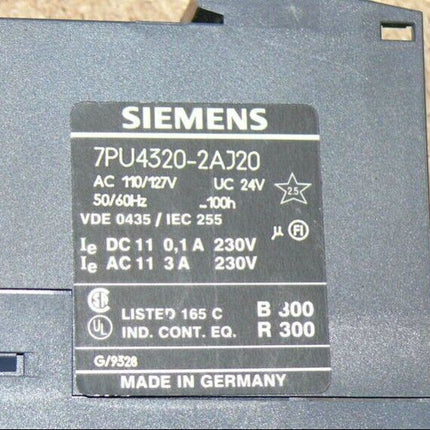 SIEMENS
7PU4320-2AJ20
AC 110/127V UC 24V
50/60Hz ...100h
2.5
VDE 0435 / IEC 255
µ FI
Ie DC 11 0,1 A 230V
Ie AC 11 3 A 230V
LISTED 165 C B 300
UL IND. CONT. EQ. R 300
G/9328
MADE IN GERMANY